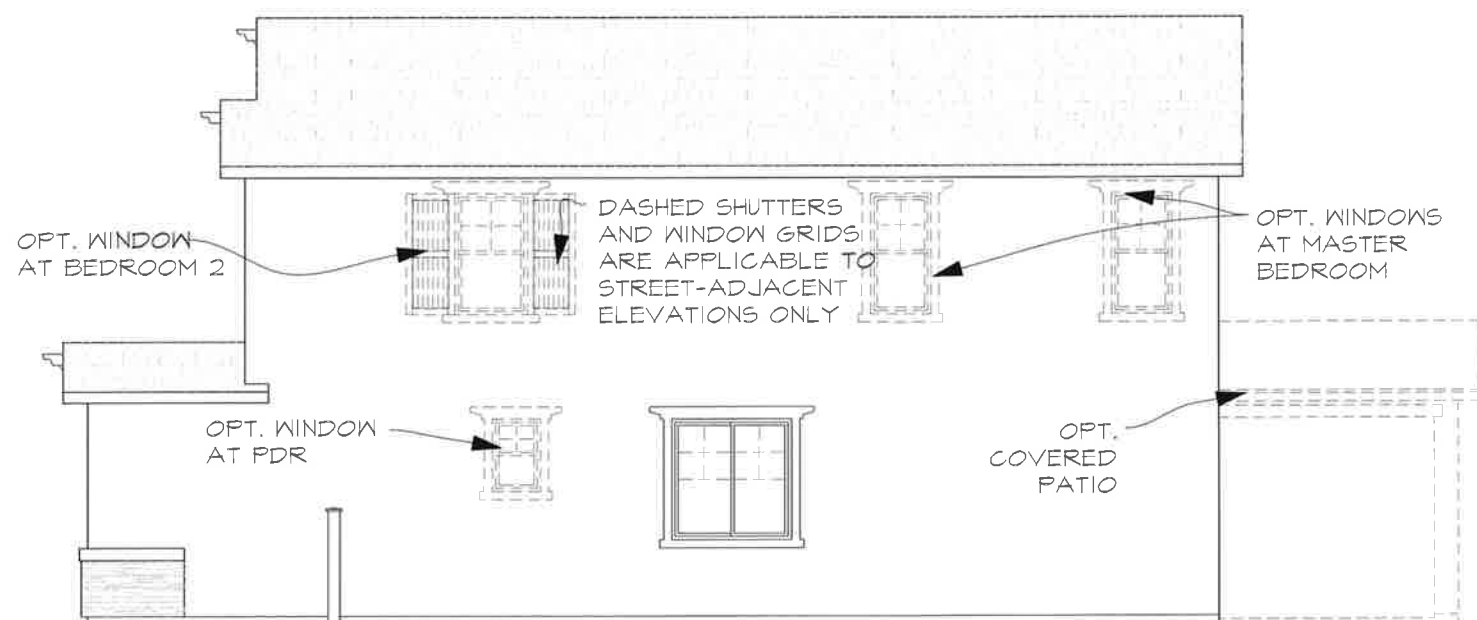 OPT. WINDOW
AT BEDROOM 2
DASHED SHUTTERS
AND WINDOW GRIDS
ARE APPLICABLE TO
STREET-ADJACENT
ELEVATIONS ONLY
OPT. WINDOWS
AT MASTER
BEDROOM
OPT. WINDOW
AT PDR
OPT.
COVERED
PATIO